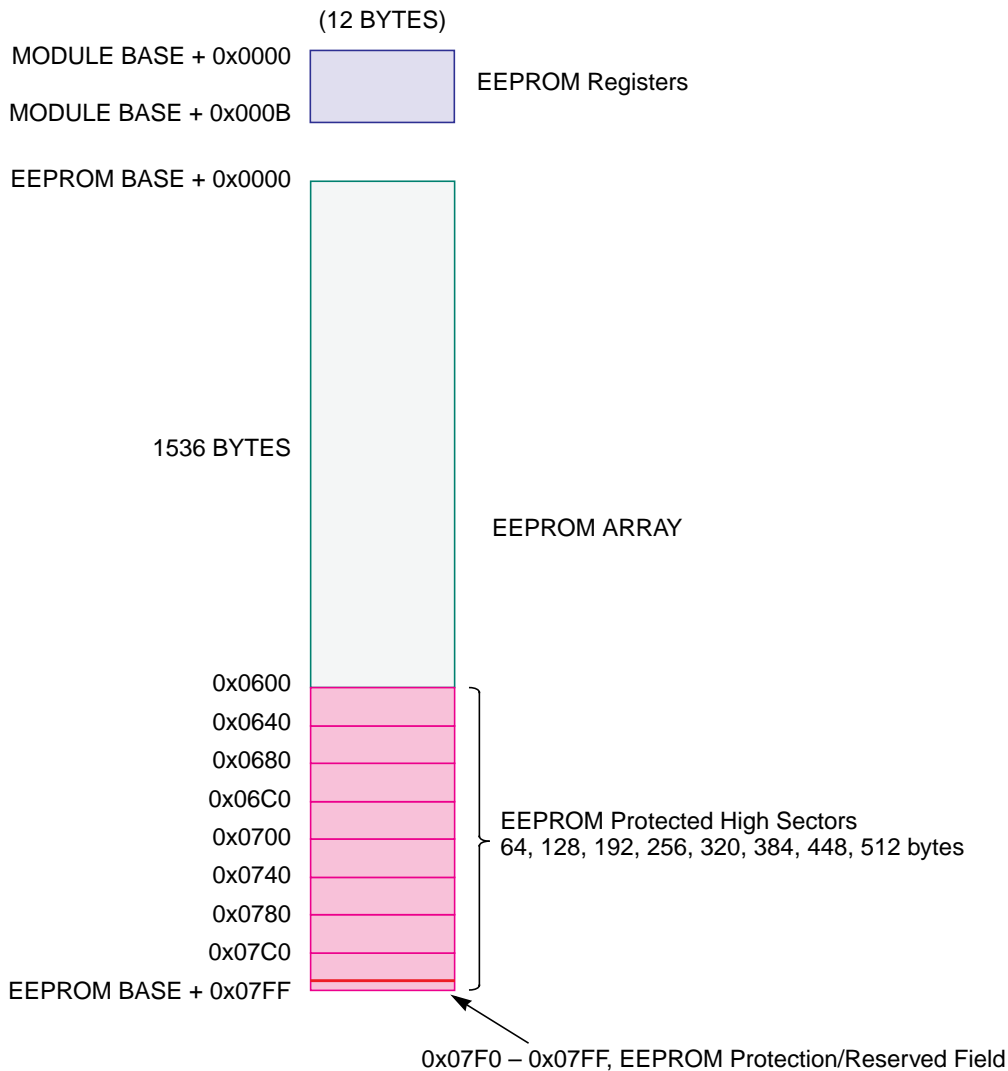 (12 BYTES)
MODULE BASE + 0x0000
EEPROM Registers
MODULE BASE + 0x000B
EEPROM BASE + 0x0000
1536 BYTES
EEPROM ARRAY
0x0600
0x0640
0x0680
0x06C0
0x0700
EEPROM Protected High Sectors
64, 128, 192, 256, 320, 384, 448, 512 bytes
0x0740
0x0780
0x07C0
EEPROM BASE + 0x07FF
0x07F0 – 0x07FF, EEPROM Protection/Reserved Field